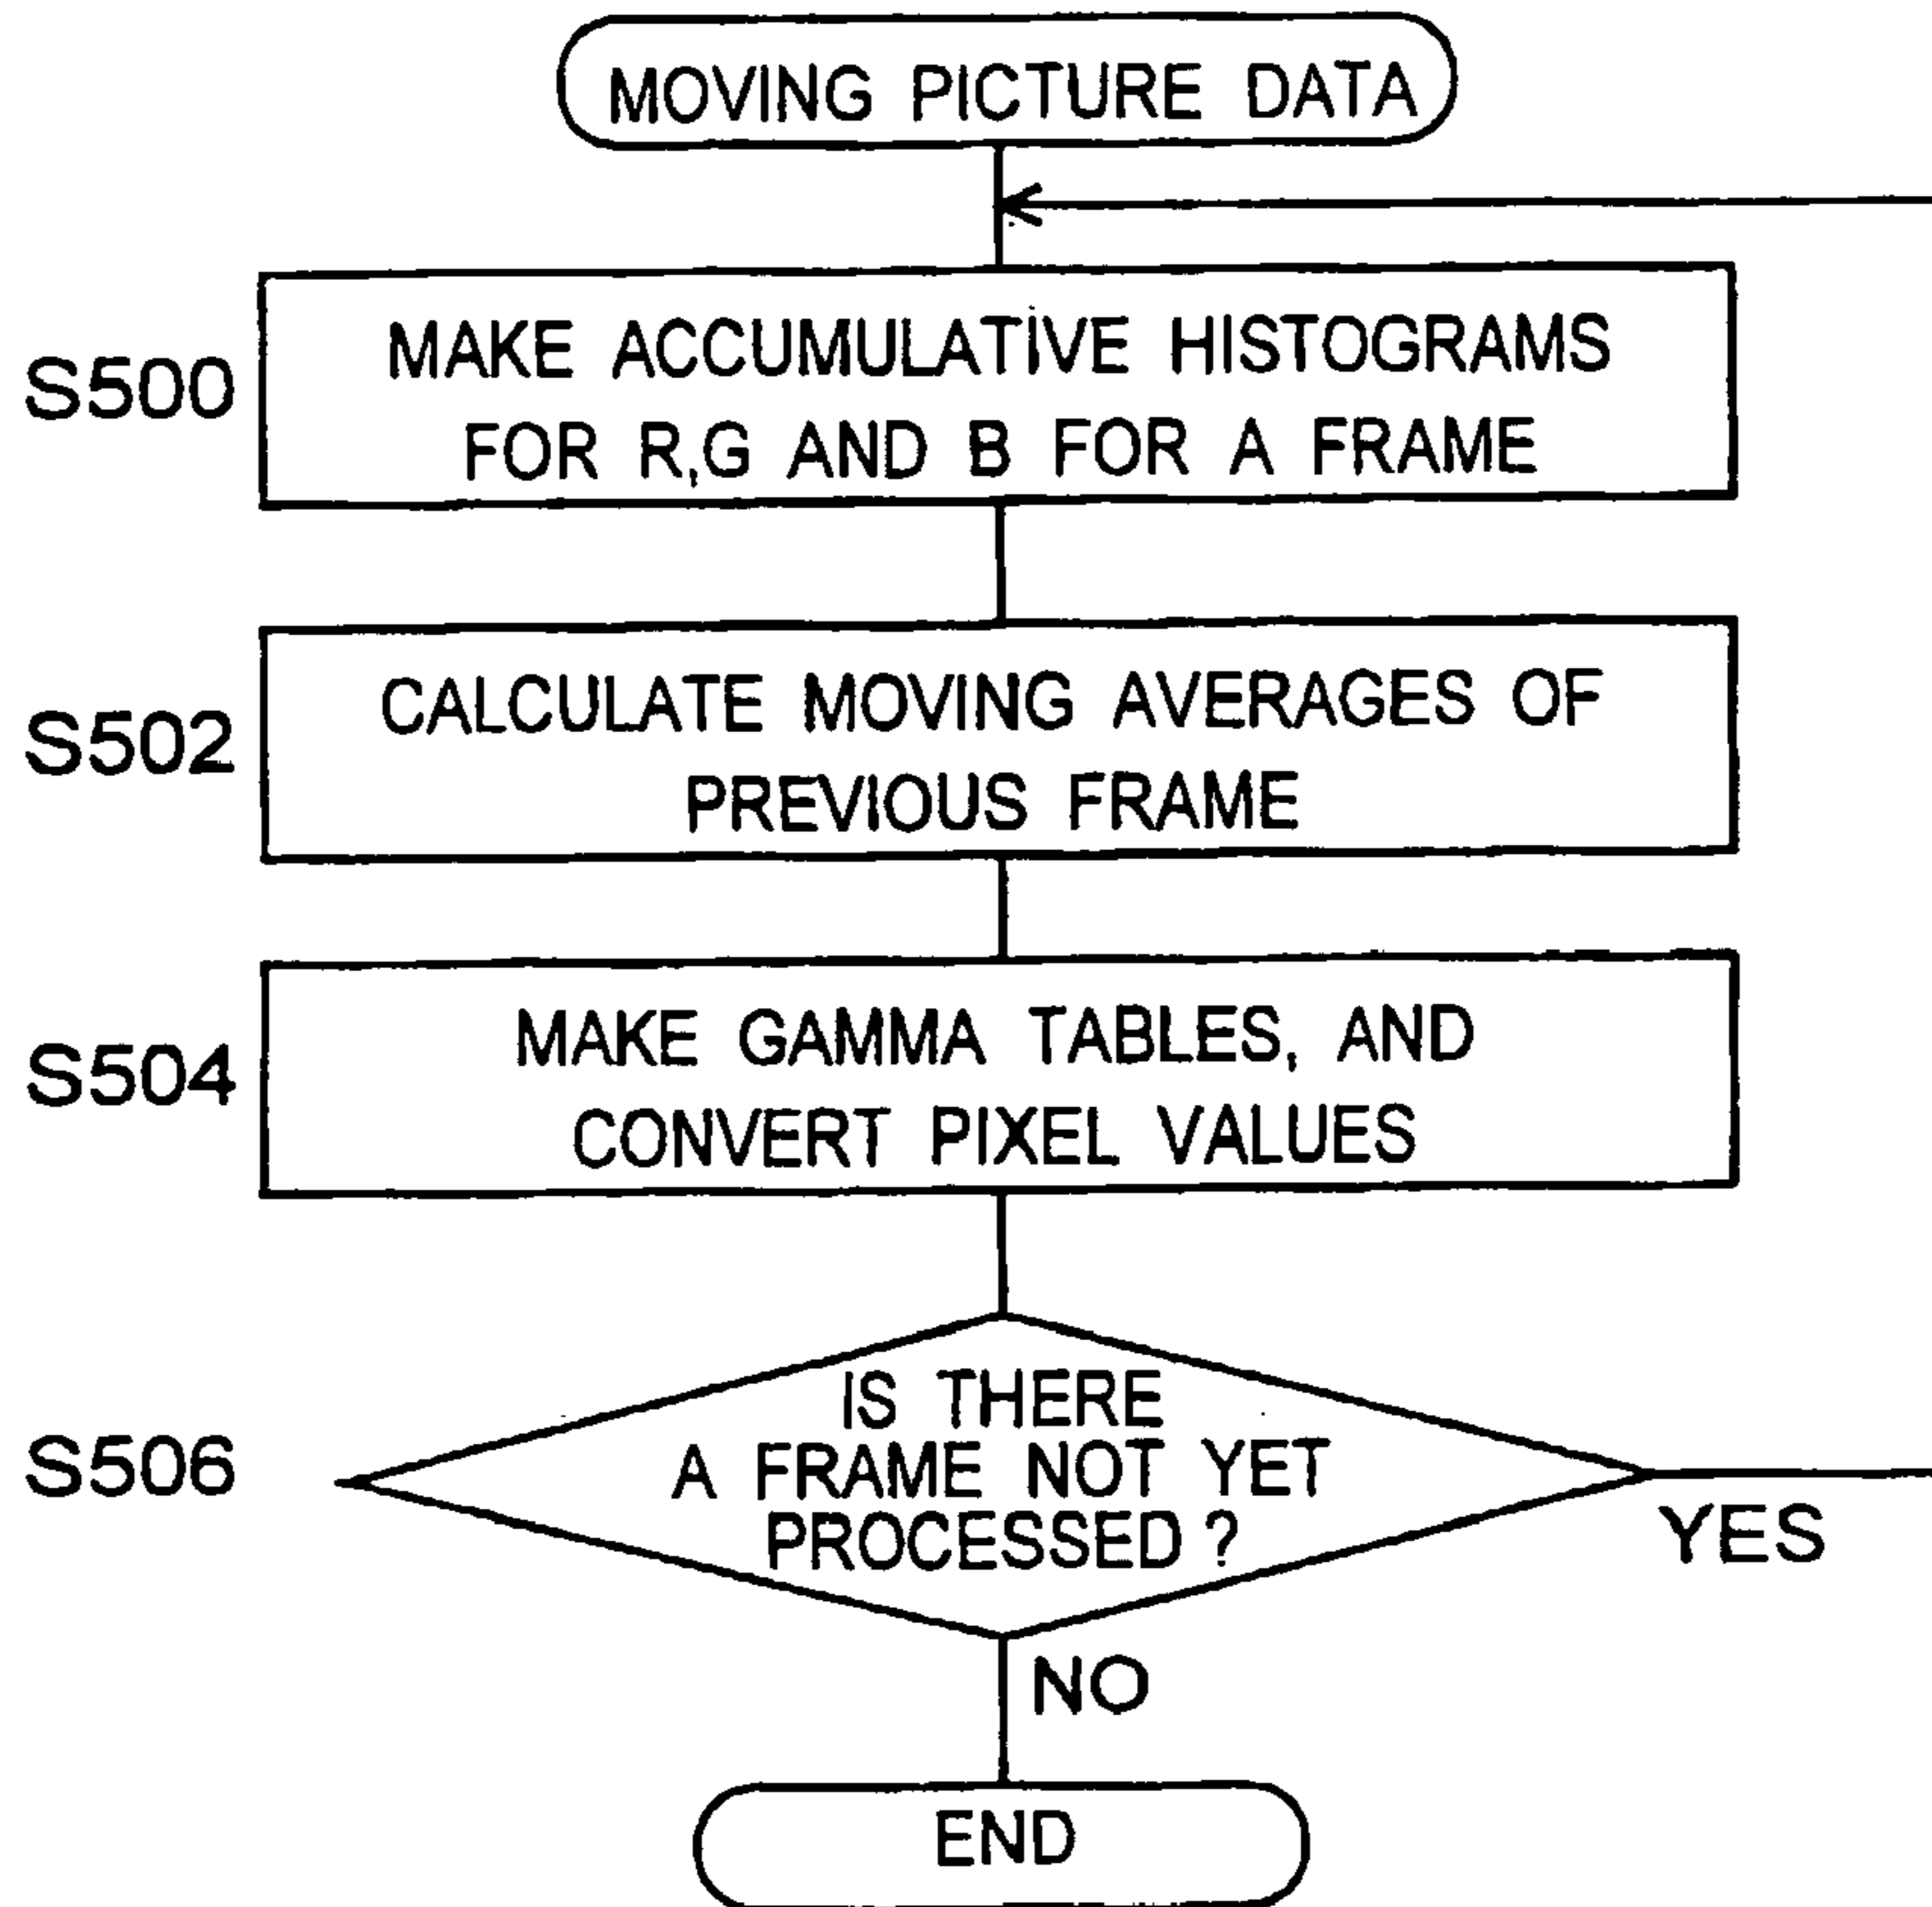 MOVING PICTURE DATA
S500
MAKE ACCUMULATIVE HISTOGRAMS
FOR R,G AND B FOR A FRAME
S502
CALCULATE MOVING AVERAGES OF
PREVIOUS FRAME
S504
MAKE GAMMA TABLES, AND
CONVERT PIXEL VALUES
S506
IS THERE
A FRAME NOT YET
PROCESSED ?
YES
NO
END